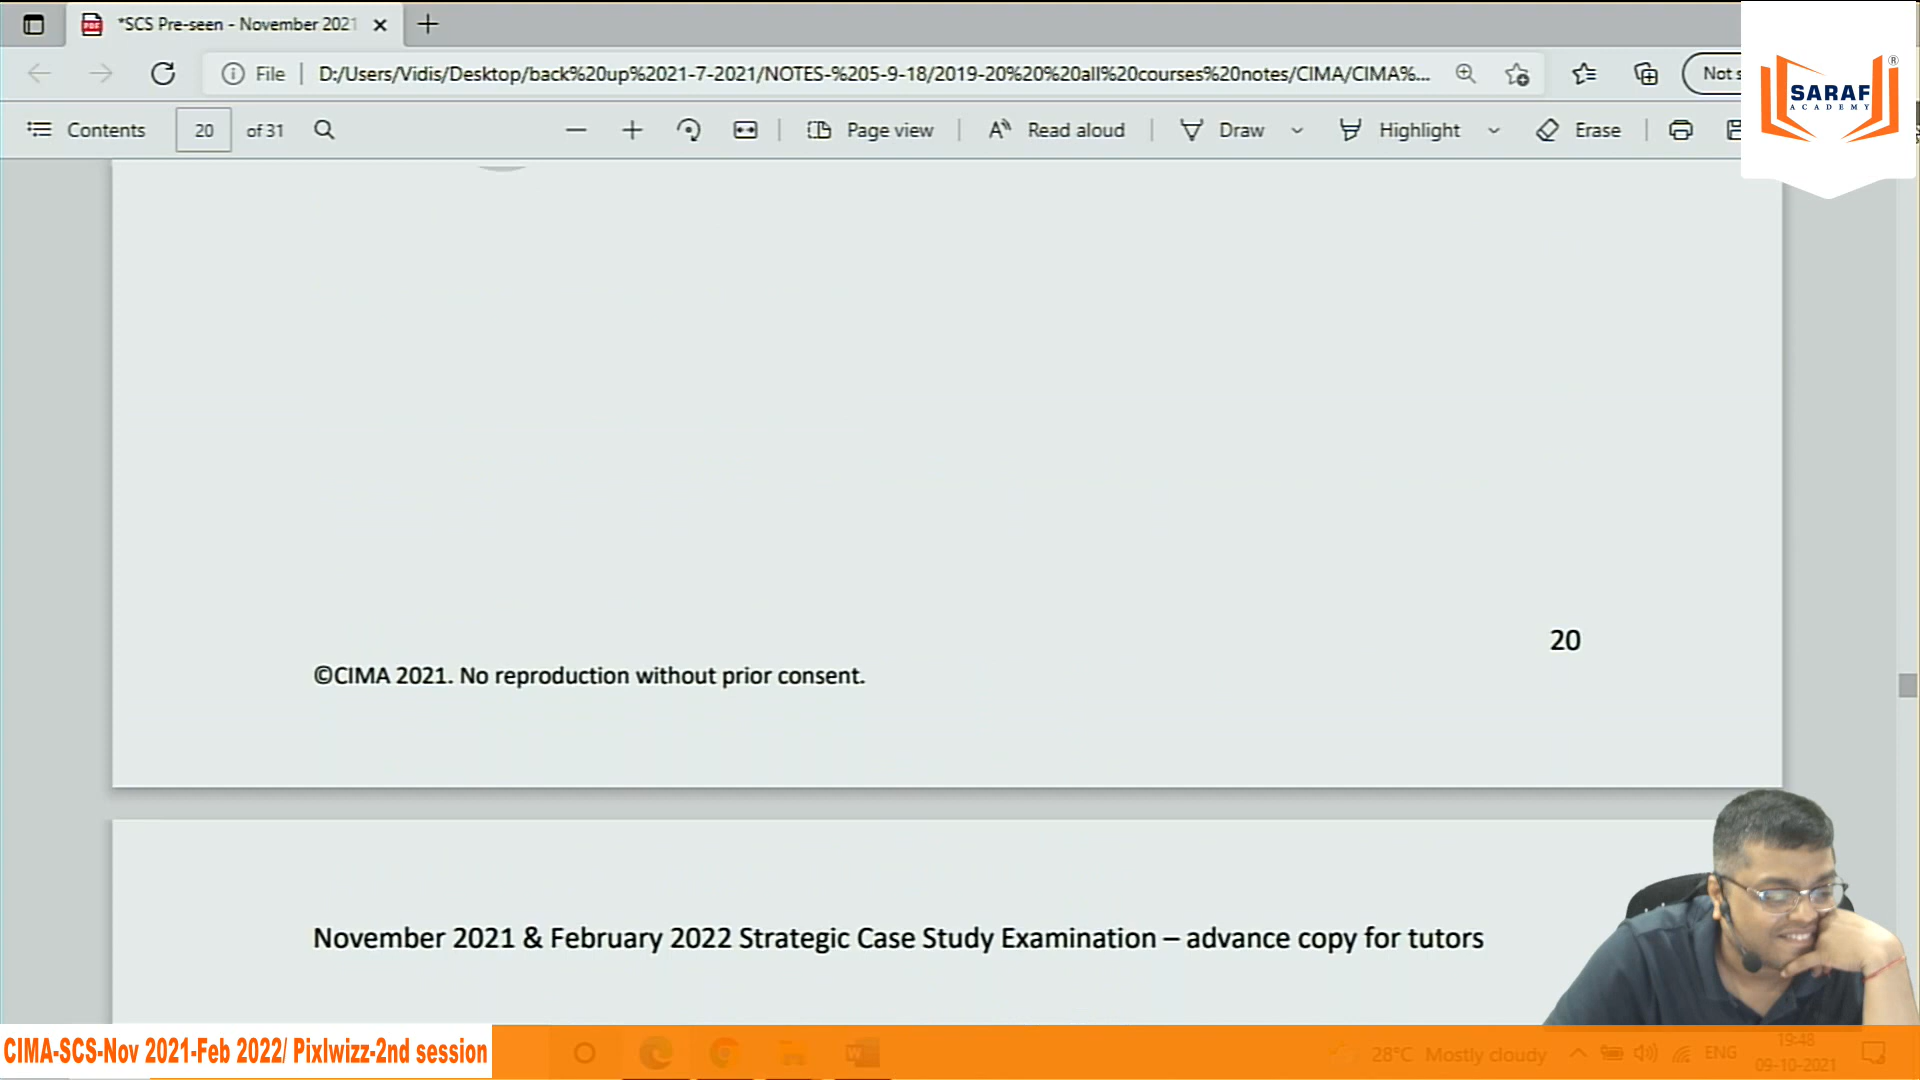 *SCS Pre-seen - November 2021
File
D:/Users/Vidis/Desktop/back%20up%2021-7-2021/NOTES-%205-9-18/2019-20%20%20all%20courses%20notes/CIMA/CIMA%...
Not s
SARAF
ACADEMY
®
Contents
20
of 31
Page view
Read aloud
Draw
Highlight
Erase
20
©CIMA 2021. No reproduction without prior consent.
November 2021 & February 2022 Strategic Case Study Examination – advance copy for tutors
CIMA-SCS-Nov 2021-Feb 2022/ Pixlwizz-2nd session
28°C Mostly cloudy
ENG
19:48
09-10-2021